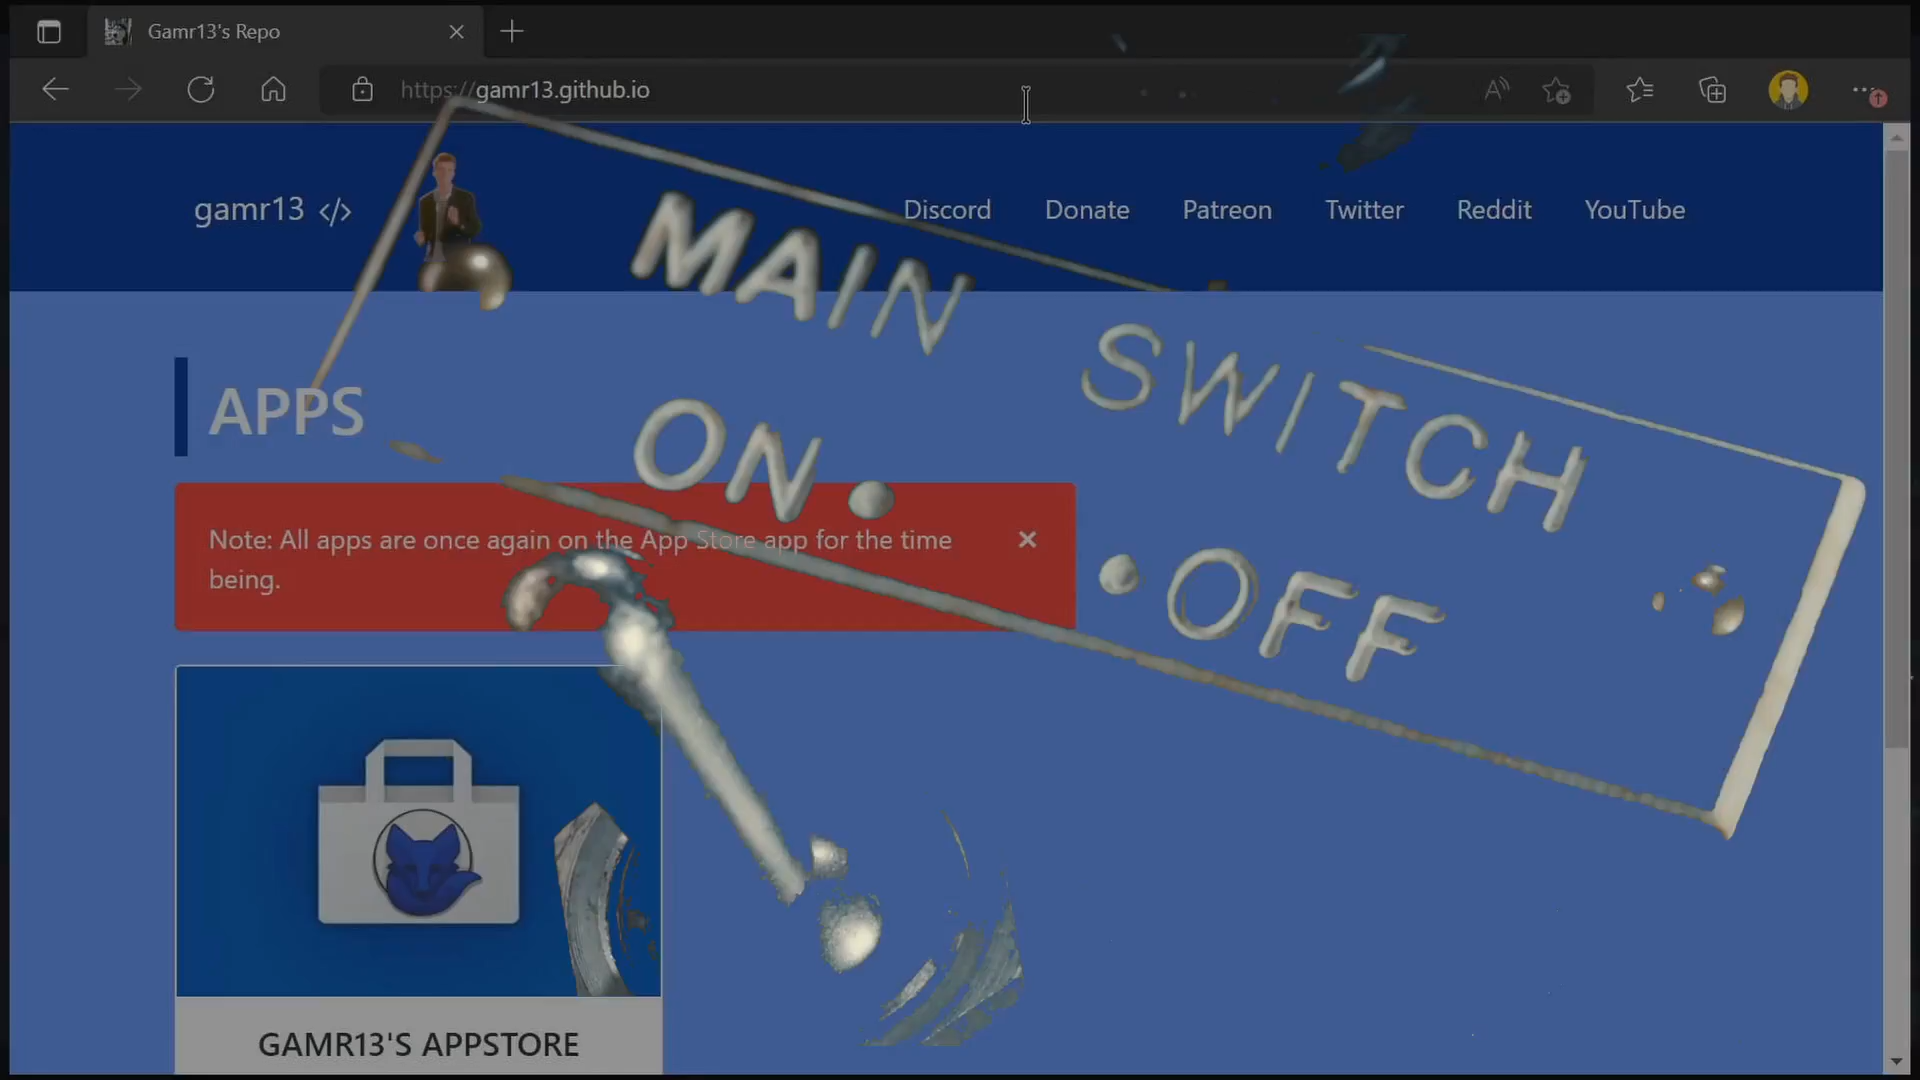 Gamr13's Repo
https://gamr13.github.io
gamr13 </>
Discord
Donate
Patreon
Twitter
Reddit
YouTube
MAIN SWITCH
ON
OFF
APPS
Note: All apps are once again on the App Store app for the time
being.
GAMR13'S APPSTORE